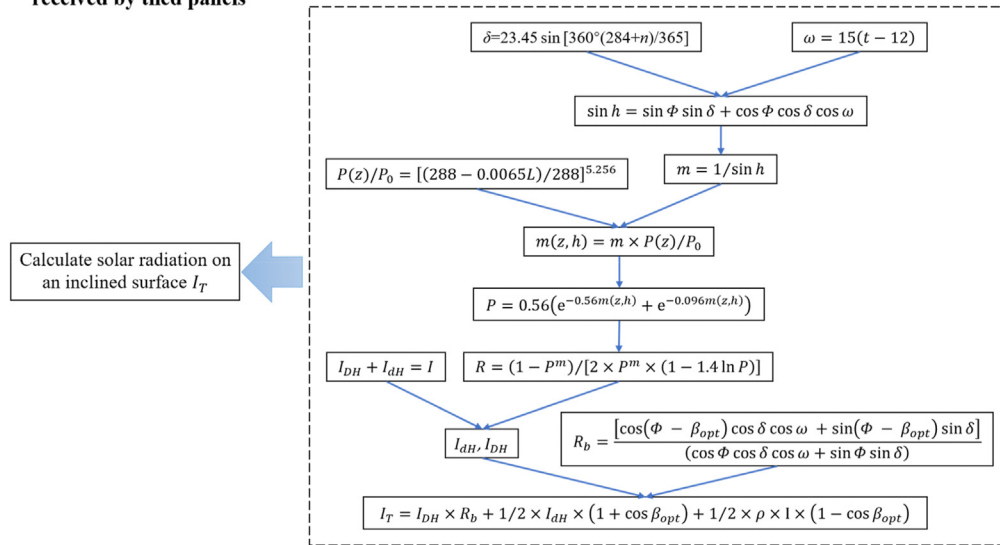 received by tilted panels
δ=23.45 sin [360°(284+n)/365]
ω = 15(t − 12)
sin h = sin Φ sin δ + cos Φ cos δ cos ω
P(z)/P₀ = [(288 − 0.0065L)/288]^5.256
m = 1/sin h
m(z, h) = m × P(z)/P₀
Calculate solar radiation on
an inclined surface I_T
P = 0.56(e^−0.56m(z,h) + e^−0.096m(z,h))
I_DH + I_dH = I
R = (1 − P^m)/[2 × P^m × (1 − 1.4 ln P)]
I_dH, I_DH
R_b = [cos(Φ − β_opt) cos δ cos ω + sin(Φ − β_opt) sin δ] / (cos Φ cos δ cos ω + sin Φ sin δ)
I_T = I_DH × R_b + 1/2 × I_dH × (1 + cos β_opt) + 1/2 × ρ × I × (1 − cos β_opt)